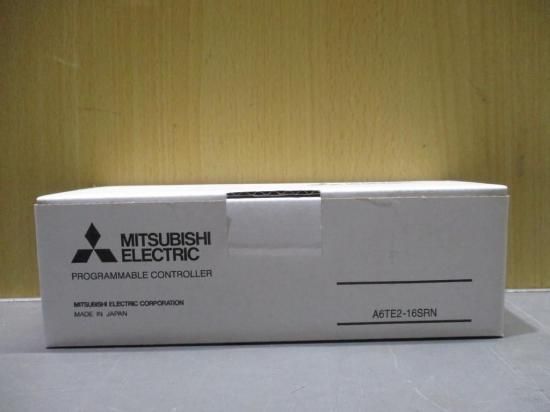 MITSUBISHI
ELECTRIC
PROGRAMMABLE CONTROLLER
MITSUBISHI ELECTRIC CORPORATION
MADE IN JAPAN
A6TE2-16SRN